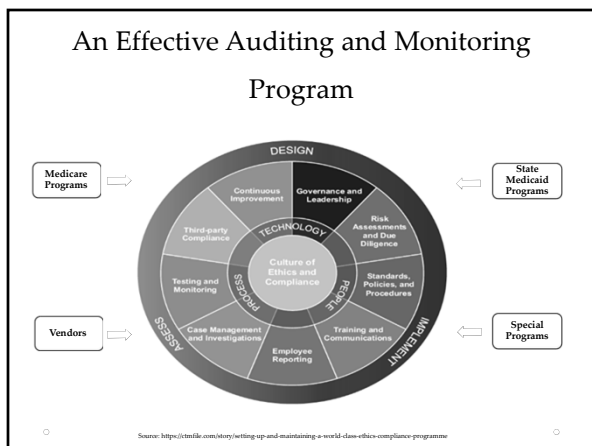 An Effective Auditing and Monitoring
Program
Medicare
Programs
State
Medicaid
Programs
Vendors
Special
Programs
DESIGN
IMPLEMENT
ASSESS
Governance and
Leadership
Risk
Assessments
and Due
Diligence
Standards,
Policies, and
Procedures
Training and
Communications
Employee
Reporting
Case Management
and Investigations
Testing and
Monitoring
Third-party
Compliance
Continuous
Improvement
TECHNOLOGY
PEOPLE
PROCESS
Culture of
Ethics and
Compliance
Source: https://ctmfile.com/story/setting-up-and-maintaining-a-world-class-ethics-compliance-programme